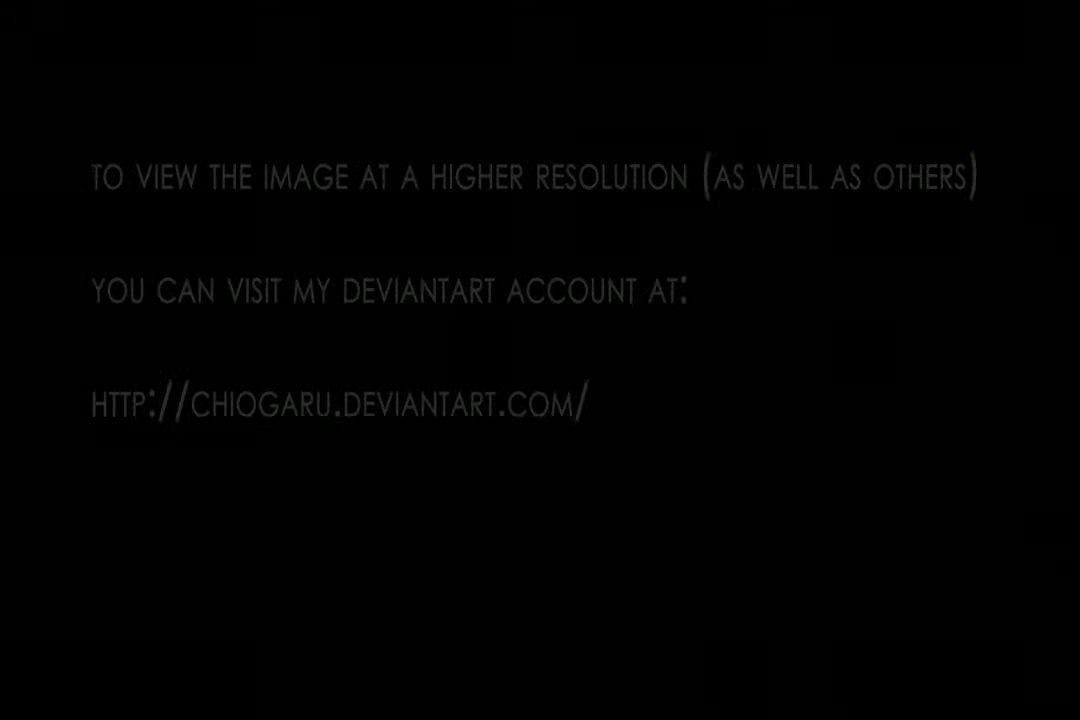 TO VIEW THE IMAGE AT A HIGHER RESOLUTION (AS WELL AS OTHERS)
YOU CAN VISIT MY DEVIANTART ACCOUNT AT:
HTTP://CHIOGARU.DEVIANTART.COM/